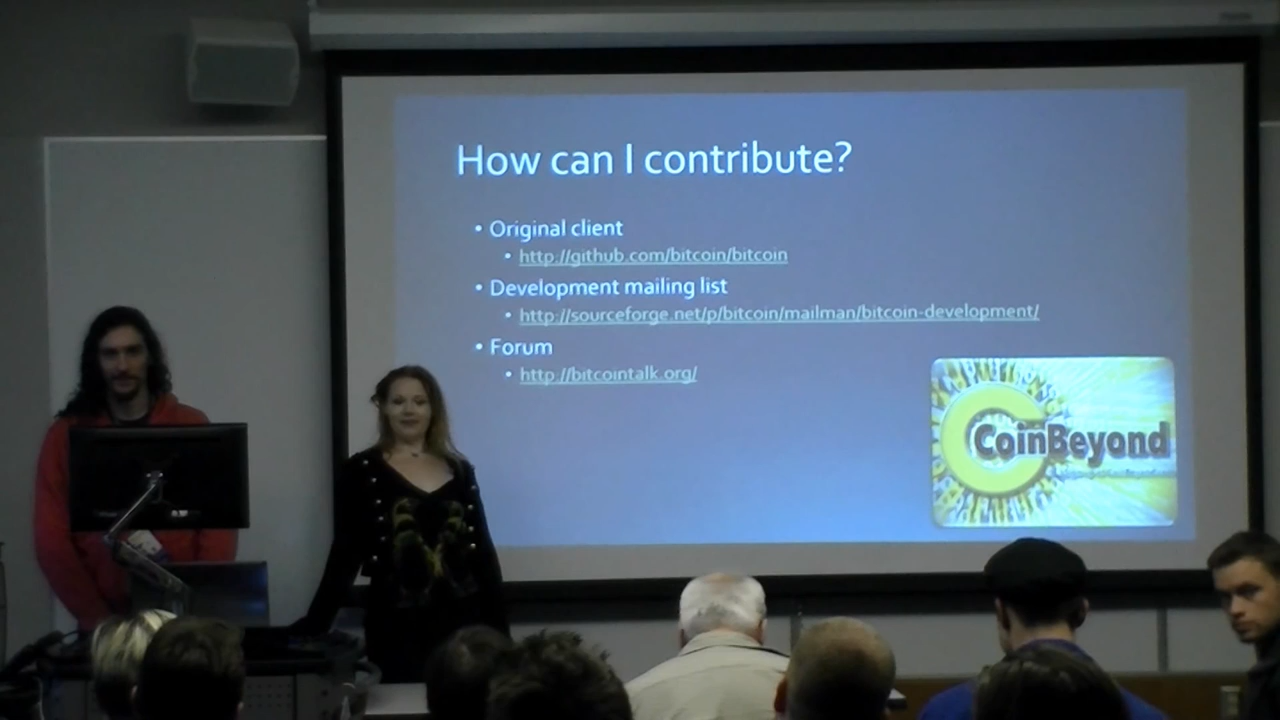 How can I contribute?
• Original client
• http://github.com/bitcoin/bitcoin
• Development mailing list
• http://sourceforge.net/p/bitcoin/mailman/bitcoin-development/
• Forum
• http://bitcointalk.org/
CoinBeyond